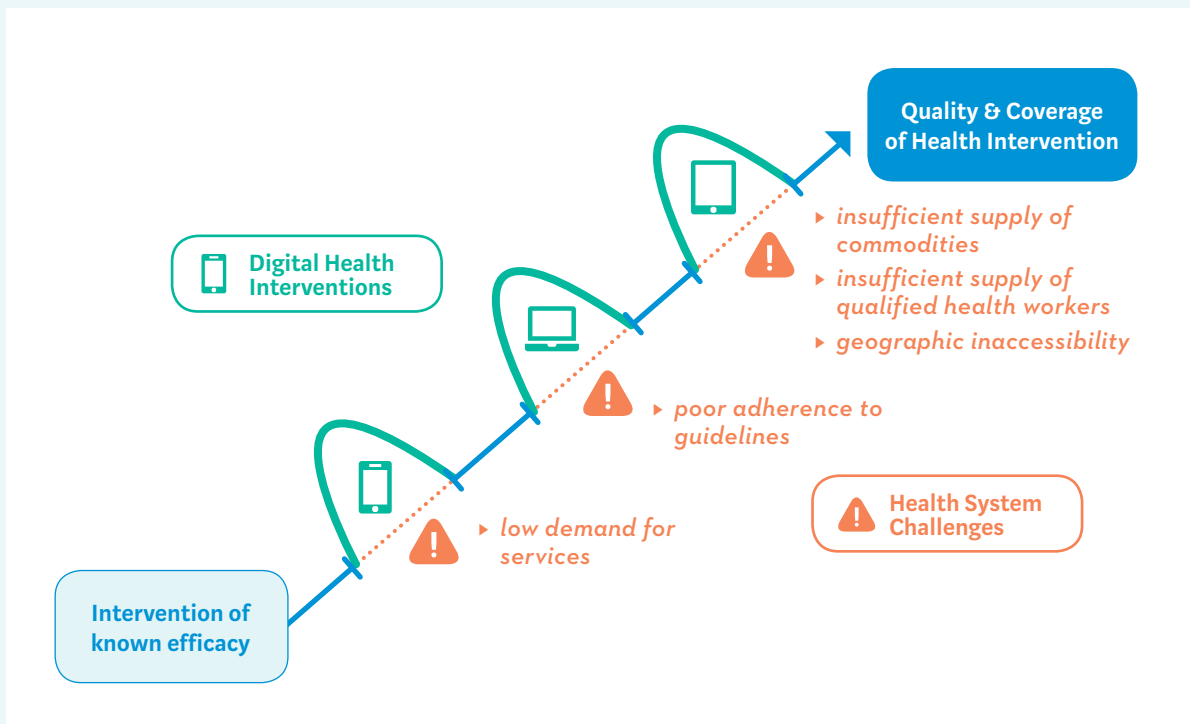 Quality & Coverage
of Health Intervention
▸ insufficient supply of
commodities
▸ insufficient supply of
qualified health workers
▸ geographic inaccessibility
Digital Health
Interventions
▸ poor adherence to
guidelines
Health System
Challenges
▸ low demand for
services
Intervention of
known efficacy